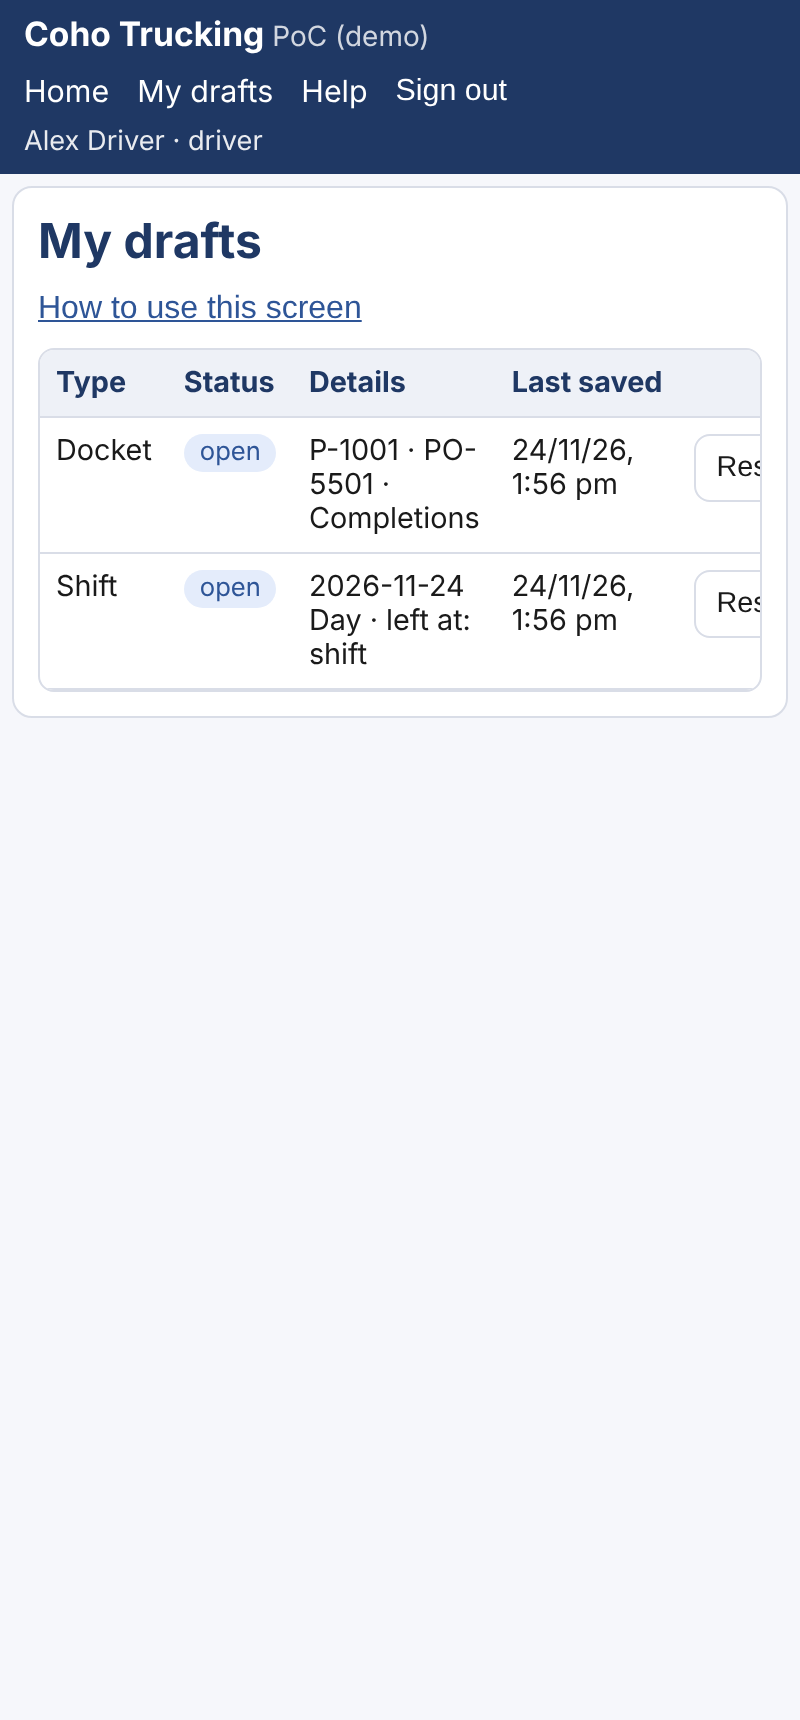 Coho Trucking PoC (demo)
Home My drafts Help Sign out
Alex Driver · driver
My drafts
How to use this screen
Type Status Details Last saved
Docket open P-1001 · PO-5501 · Completions 24/11/26, 1:56 pm Res
Shift open 2026-11-24 Day · left at: shift 24/11/26, 1:56 pm Res